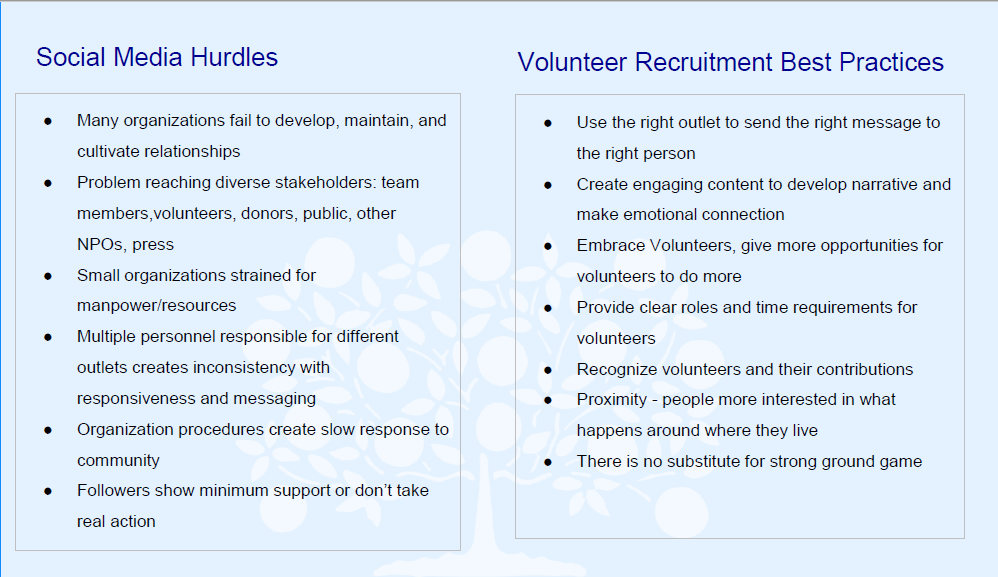 Social Media Hurdles
● Many organizations fail to develop, maintain, and
cultivate relationships
● Problem reaching diverse stakeholders: team
members,volunteers, donors, public, other
NPOs, press
● Small organizations strained for
manpower/resources
● Multiple personnel responsible for different
outlets creates inconsistency with
responsiveness and messaging
● Organization procedures create slow response to
community
● Followers show minimum support or don’t take
real action
Volunteer Recruitment Best Practices
● Use the right outlet to send the right message to
the right person
● Create engaging content to develop narrative and
make emotional connection
● Embrace Volunteers, give more opportunities for
volunteers to do more
● Provide clear roles and time requirements for
volunteers
● Recognize volunteers and their contributions
● Proximity - people more interested in what
happens around where they live
● There is no substitute for strong ground game